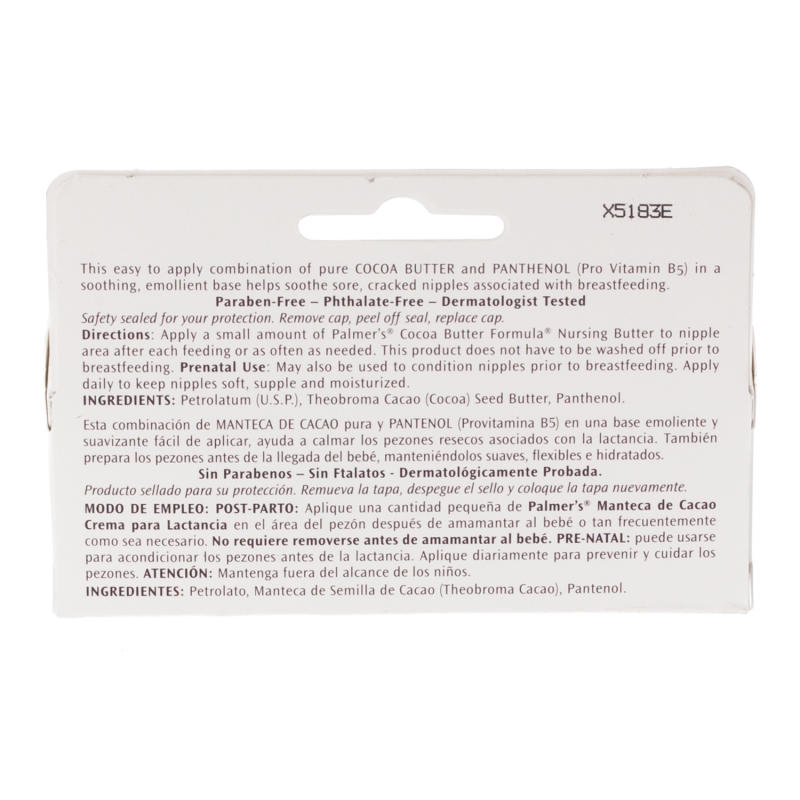 X5183E
This easy to apply combination of pure COCOA BUTTER and PANTHENOL (Pro Vitamin B5) in a
soothing, emollient base helps soothe sore, cracked nipples associated with breastfeeding.
Paraben-Free – Phthalate-Free – Dermatologist Tested
Safety sealed for your protection. Remove cap, peel off seal, replace cap.
Directions: Apply a small amount of Palmer's® Cocoa Butter Formula® Nursing Butter to nipple
area after each feeding or as often as needed. This product does not have to be washed off prior to
breastfeeding. Prenatal Use: May also be used to condition nipples prior to breastfeeding. Apply
daily to keep nipples soft, supple and moisturized.
INGREDIENTS: Petrolatum (U.S.P.), Theobroma Cacao (Cocoa) Seed Butter, Panthenol.
Esta combinación de MANTECA DE CACAO pura y PANTENOL (Provitamina B5) en una base emoliente y
suavizante fácil de aplicar, ayuda a calmar los pezones resecos asociados con la lactancia. También
prepara los pezones antes de la llegada del bebé, manteniéndolos suaves, flexibles e hidratados.
Sin Parabenos – Sin Ftalatos - Dermatológicamente Probada.
Producto sellado para su protección. Remueva la tapa, despegue el sello y coloque la tapa nuevamente.
MODO DE EMPLEO: POST-PARTO: Aplique una cantidad pequeña de Palmer's® Manteca de Cacao
Crema para Lactancia en el área del pezón después de amamantar al bebé o tan frecuentemente
como sea necesario. No requiere removerse antes de amamantar al bebé. PRE-NATAL: puede usarse
para acondicionar los pezones antes de la lactancia. Aplique diariamente para prevenir y cuidar los
pezones. ATENCIÓN: Mantenga fuera del alcance de los niños.
INGREDIENTES: Petrolato, Manteca de Semilla de Cacao (Theobroma Cacao), Pantenol.